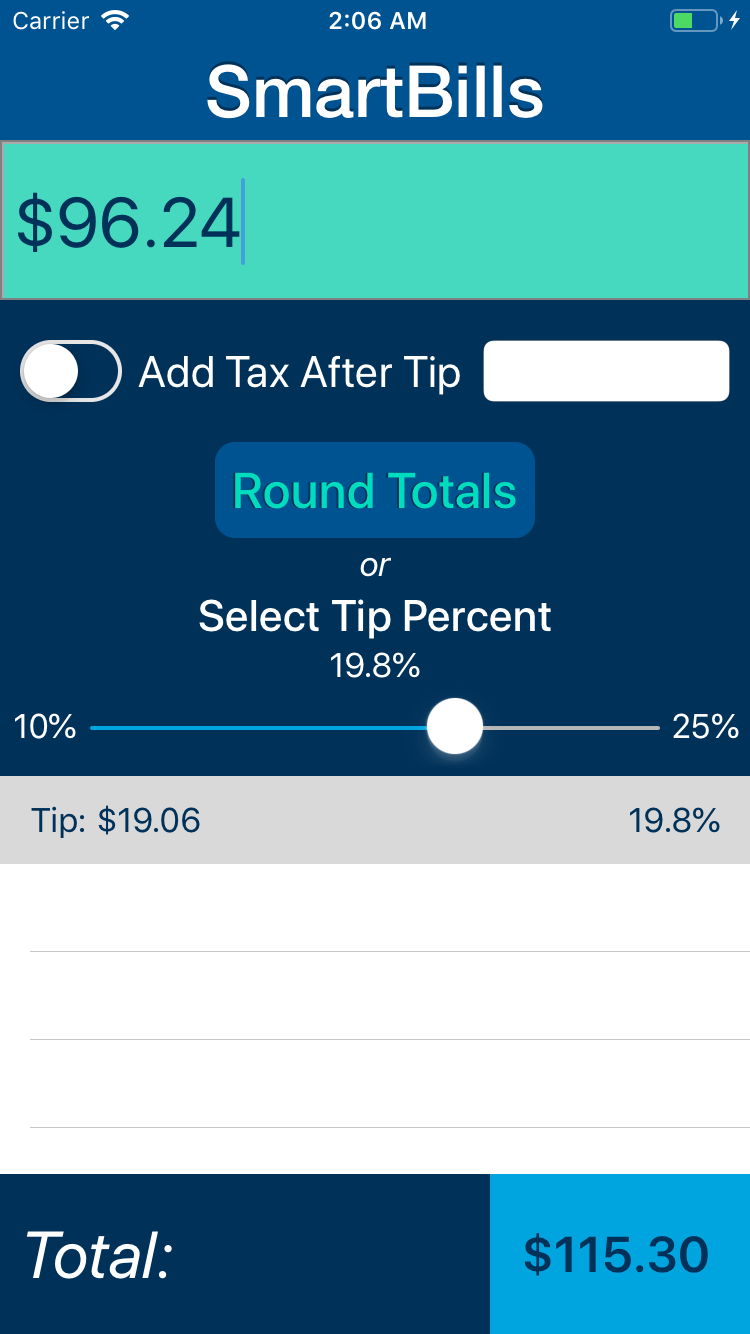 Carrier 2:06 AM
SmartBills
$96.24
Add Tax After Tip
Round Totals
or
Select Tip Percent
19.8%
10% 25%
Tip: $19.06 19.8%
Total: $115.30